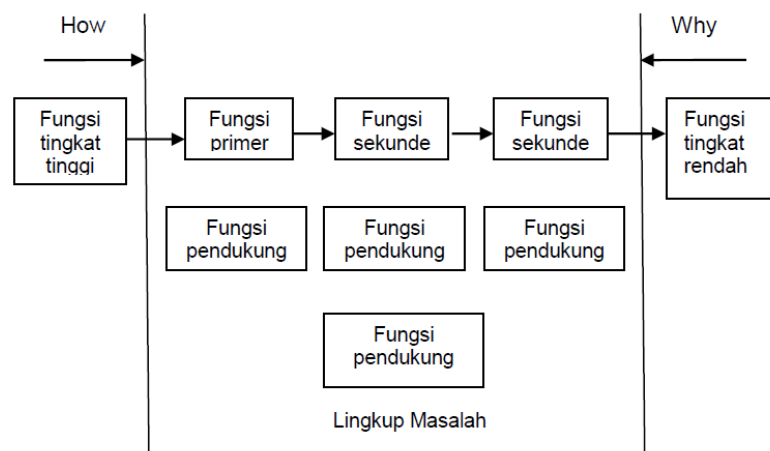 How
Why
Fungsi
tingkat
tinggi
Fungsi
primer
Fungsi
sekunde
Fungsi
sekunde
Fungsi
tingkat
rendah
Fungsi
pendukung
Fungsi
pendukung
Fungsi
pendukung
Fungsi
pendukung
Lingkup Masalah